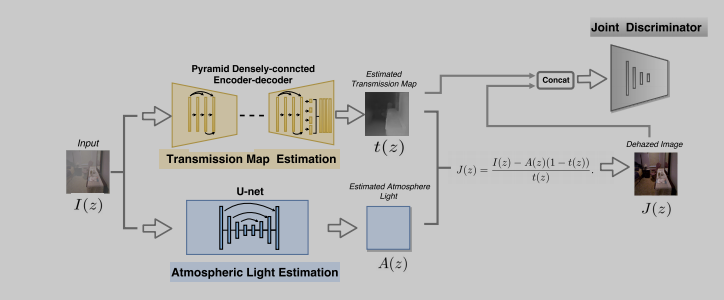 Joint Discriminator
Pyramid Densely-conncted
Encoder-decoder
Estimated
Transmission Map
Concat
t(z)
Input
Transmission Map Estimation
Dehazed Image
J(z) = I(z) − A(z)(1 − t(z)) / t(z) .
I(z)
U-net
Estimated Atmosphere
Light
J(z)
A(z)
Atmospheric Light Estimation